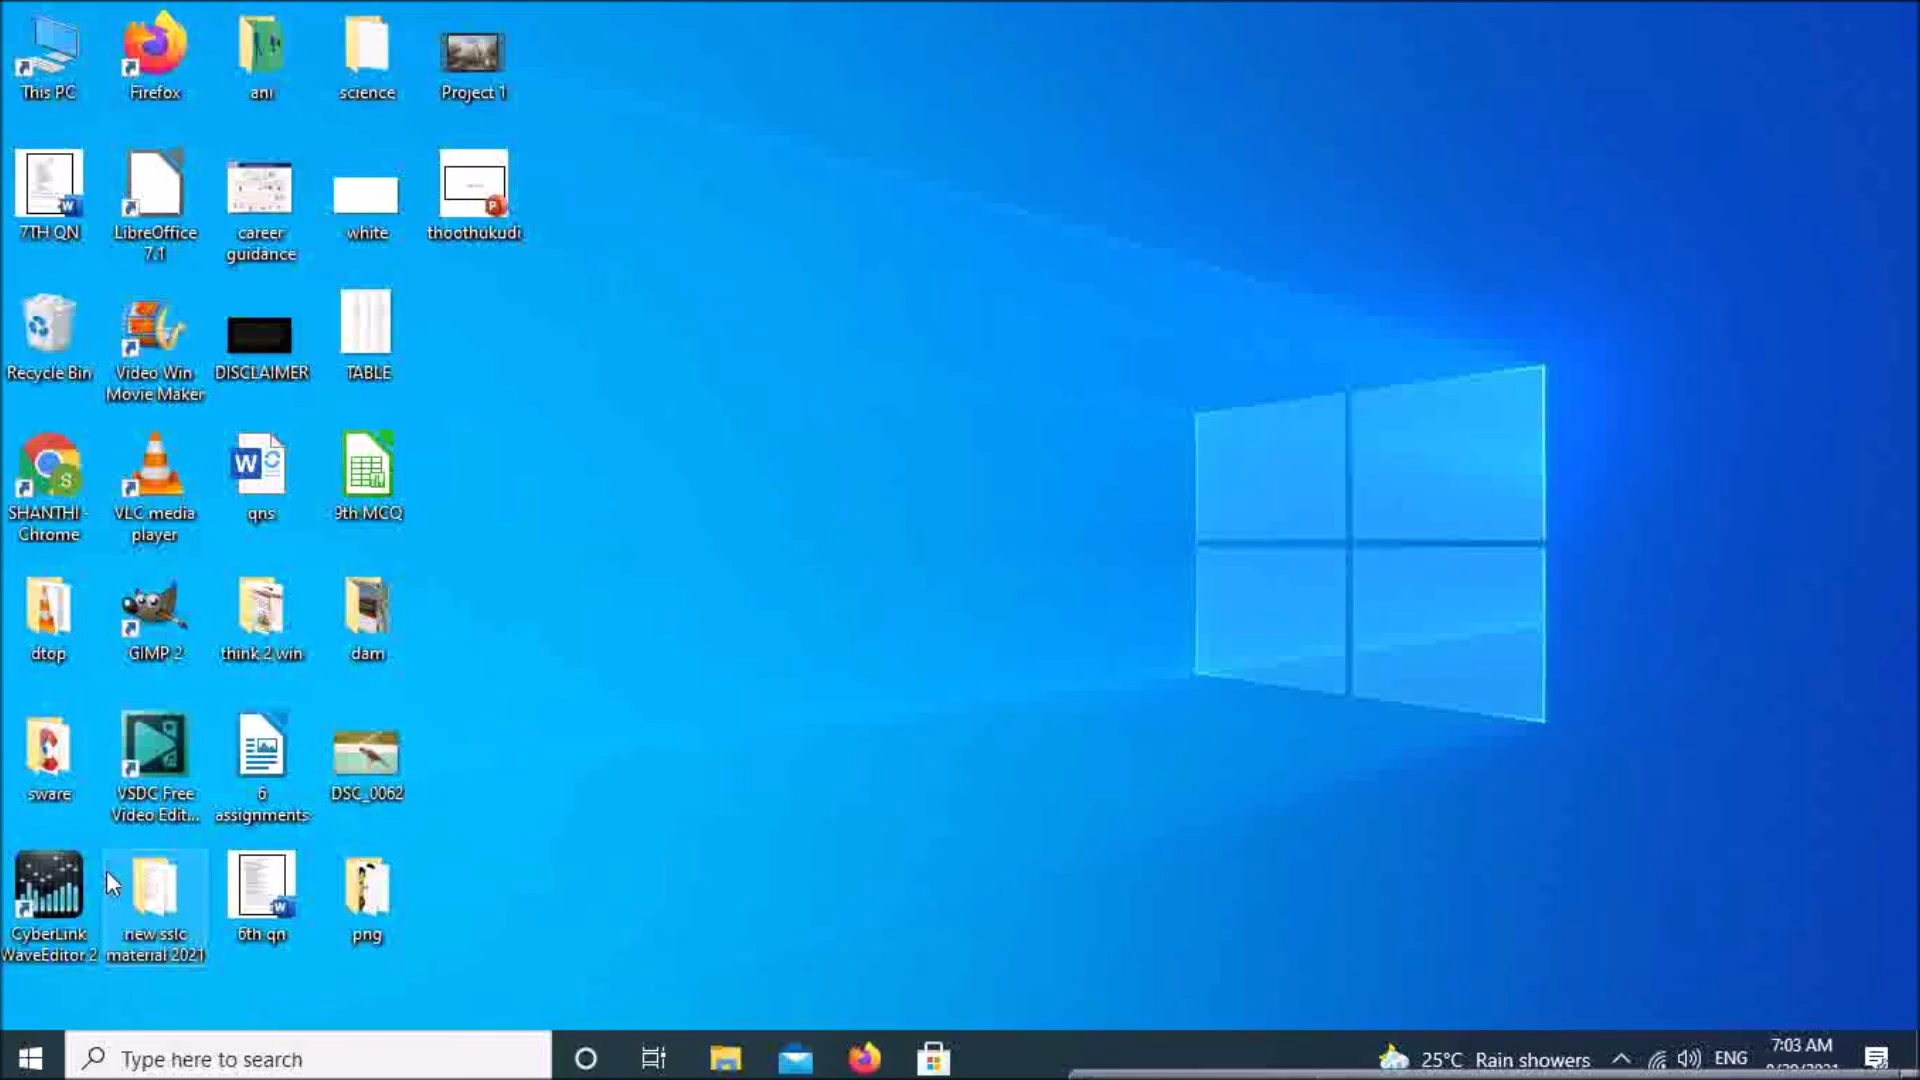 This PC
Firefox
ani
science
Project 1
7TH QN
LibreOffice
7.1
career
guidance
white
thoothukudi
Recycle Bin
Video Win
Movie Maker
DISCLAIMER
TABLE
SHANTHI -
Chrome
VLC media
player
qns
9th MCQ
dtop
GIMP 2
think 2 win
dam
sware
VSDC Free
Video Edit...
6
assignments
DSC_0062
CyberLink
WaveEditor 2
new sslc
material 2021
6th qn
png
Type here to search
25°C Rain showers
ENG
7:03 AM